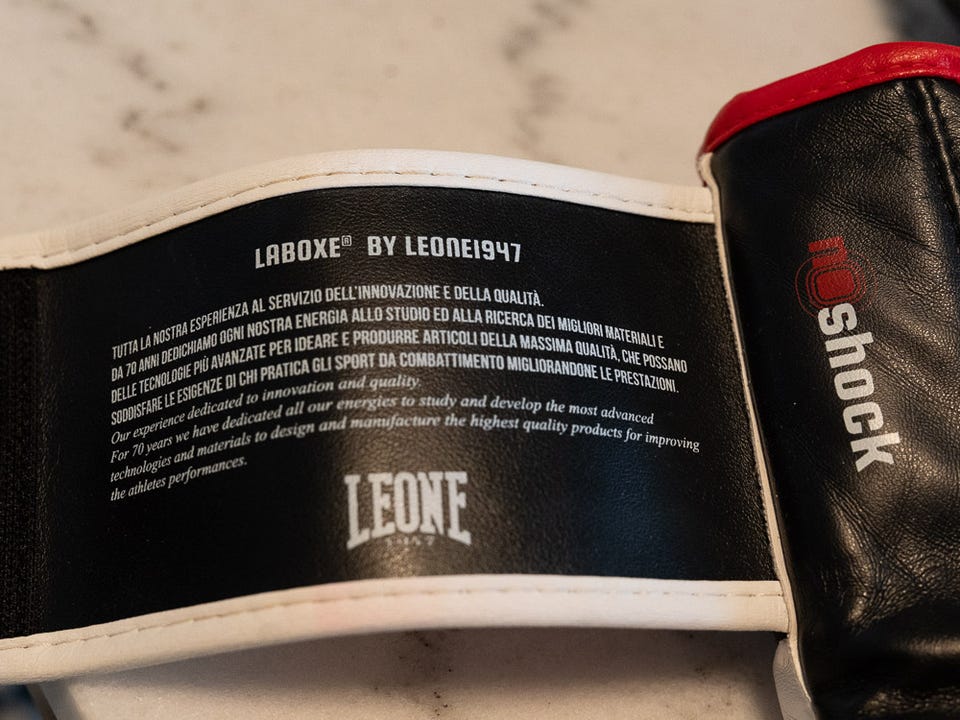 LABOXE® BY LEONE1947
TUTTA LA NOSTRA ESPERIENZA AL SERVIZIO DELL'INNOVAZIONE E DELLA QUALITÀ.
DA 70 ANNI DEDICHIAMO OGNI NOSTRA ENERGIA ALLO STUDIO ED ALLA RICERCA DEI MIGLIORI MATERIALI E
DELLE TECNOLOGIE PIÙ AVANZATE PER IDEARE E PRODURRE ARTICOLI DELLA MASSIMA QUALITÀ, CHE POSSANO
SODDISFARE LE ESIGENZE DI CHI PRATICA GLI SPORT DA COMBATTIMENTO MIGLIORANDONE LE PRESTAZIONI.
Our experience dedicated to innovation and quality.
For 70 years we have dedicated all our energies to study and develop the most advanced
technologies and materials to design and manufacture the highest quality products for improving
the athletes performances.
LEONE
1947
noshock